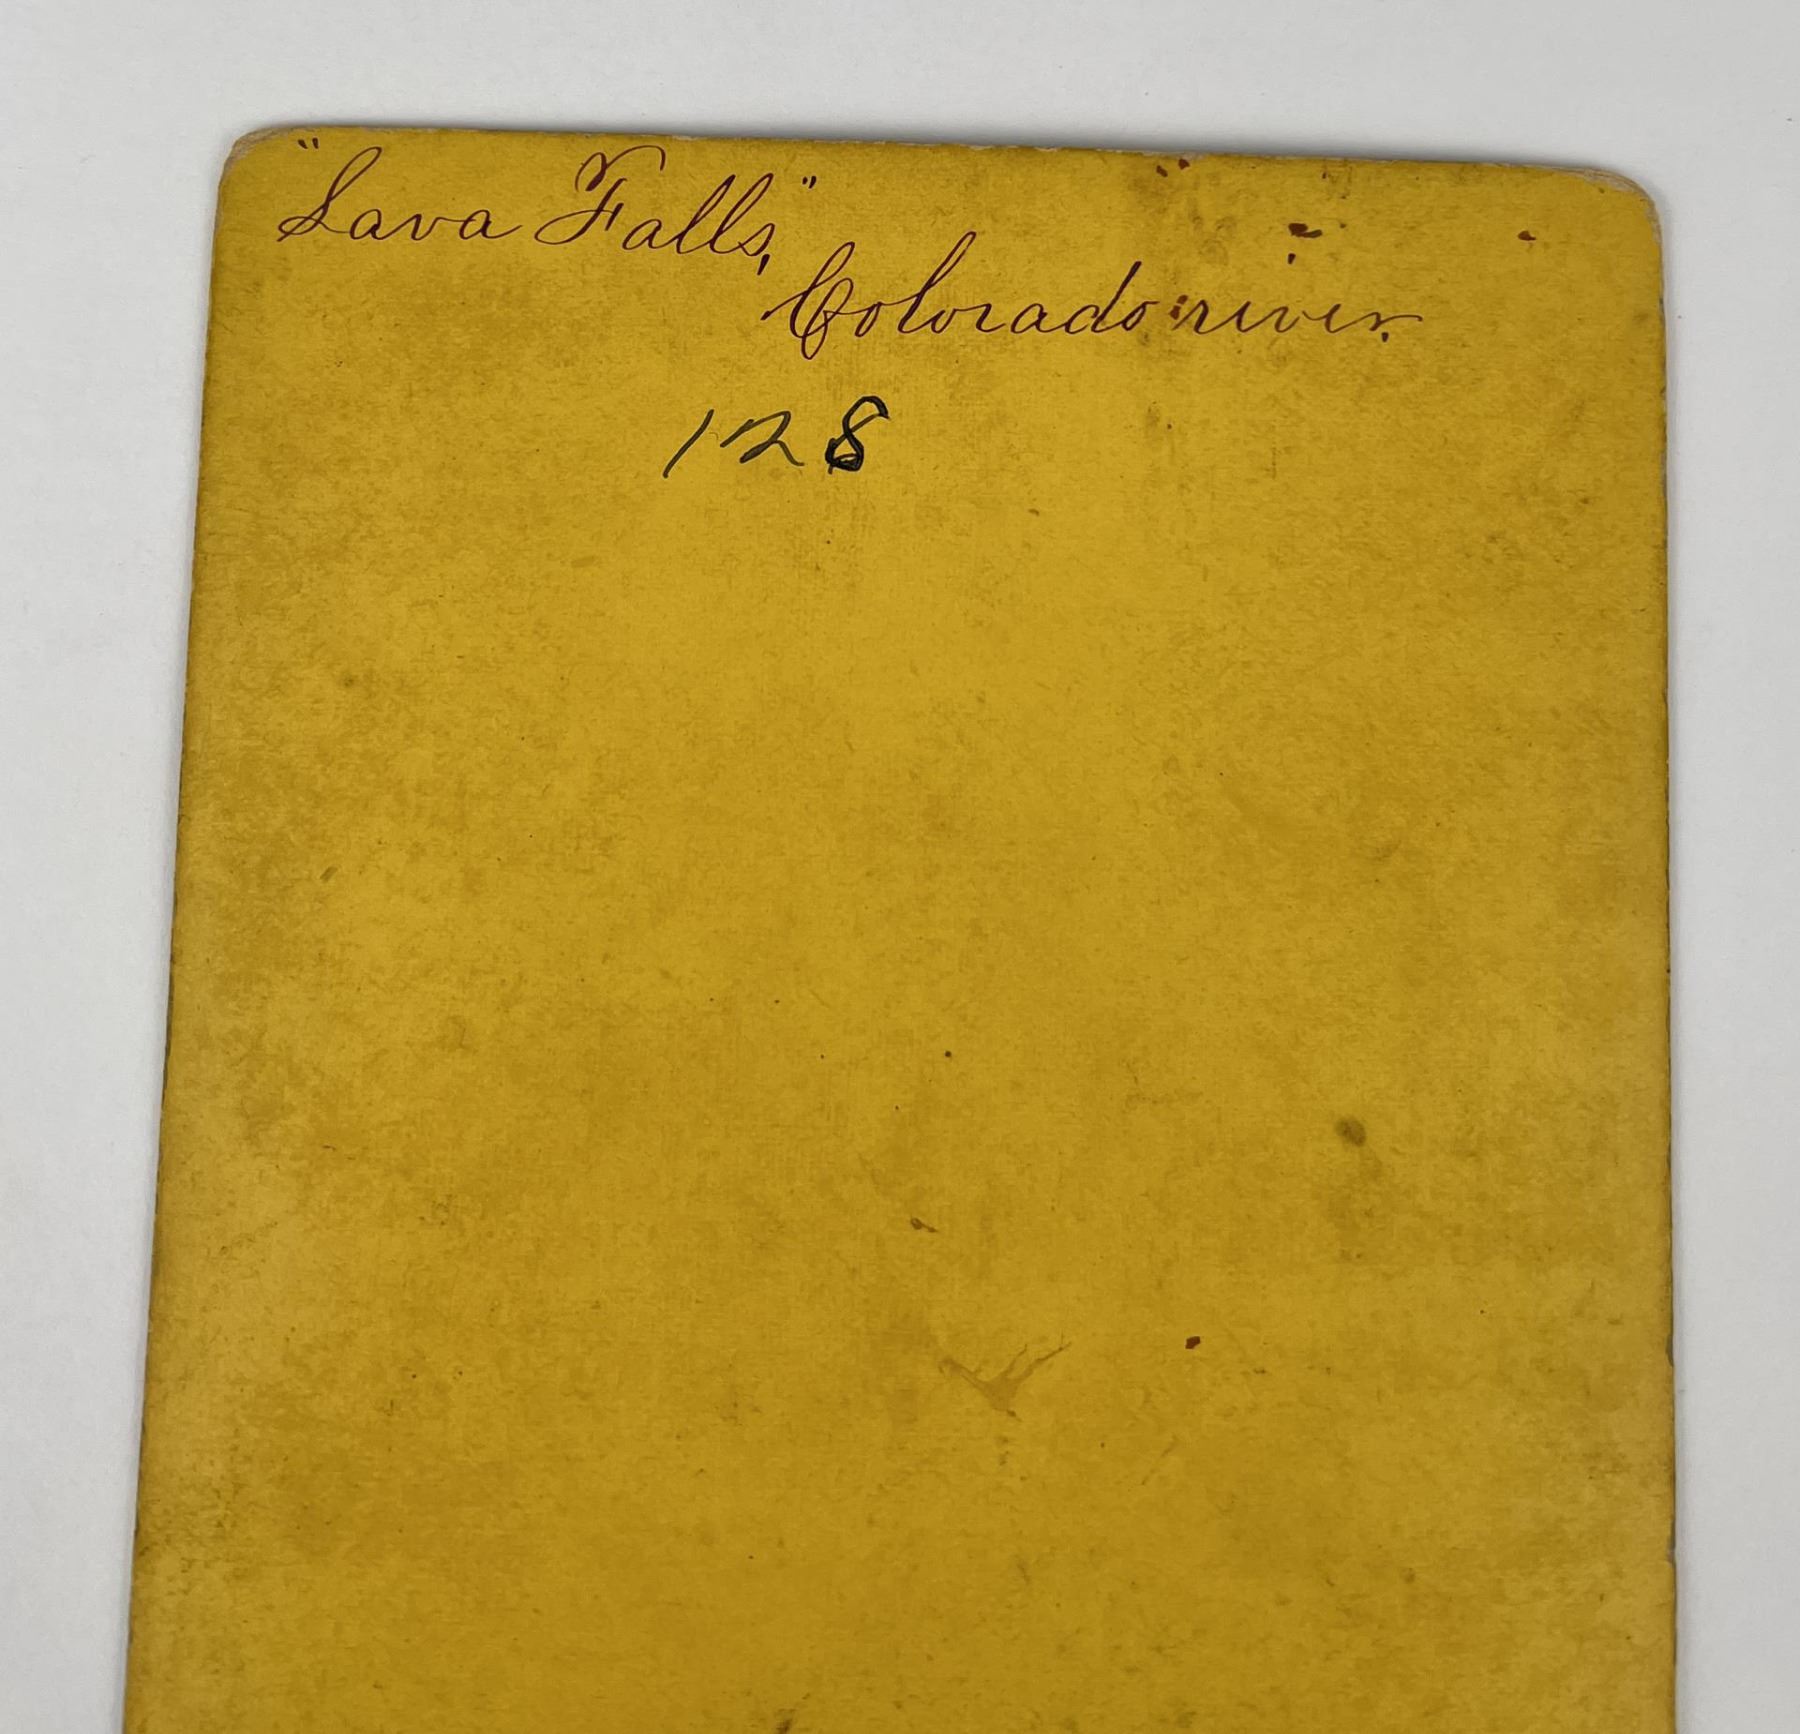 "Lava Falls,"
Colorado river.
128